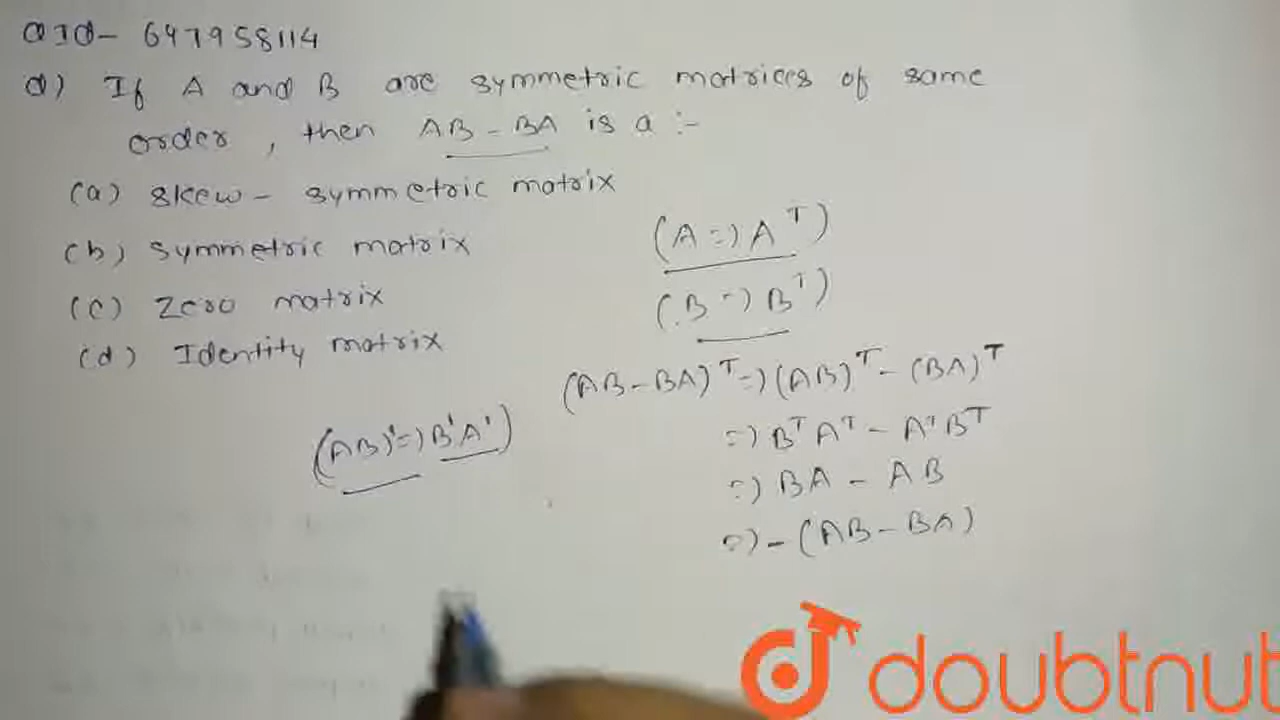 QId- 647958114
Q) If A and B are symmetric matrices of same
order, then AB - BA is a :-
(a) Skew - symmetric matrix
(b) Symmetric matrix
(c) Zero matrix
(d) Identity matrix
(A => A^T)
(B => B^T)
(AB - BA)^T => (AB)^T - (BA)^T
=> B^T A^T - A^T B^T
(AB)' => B'A')
=> BA - AB
=> - (AB - BA)
doubtnut